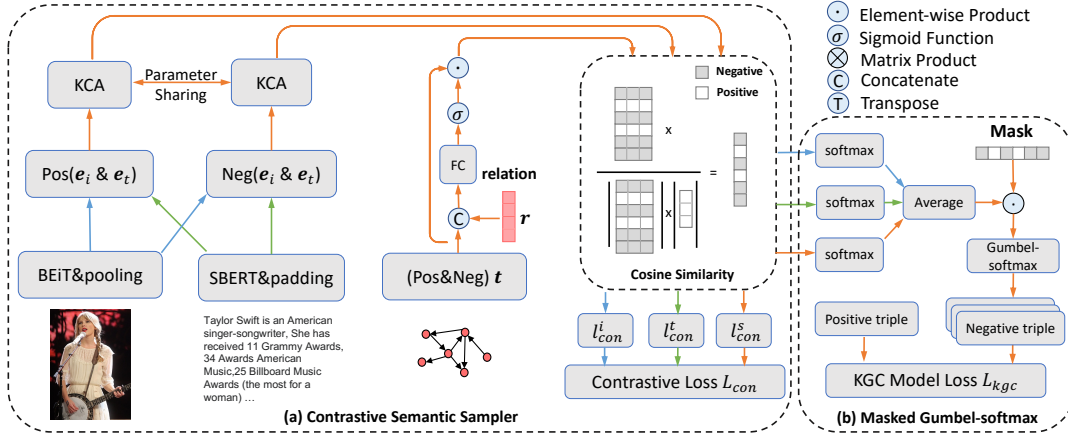 KCA
Parameter
Sharing
KCA
Pos(e_i & e_t)
Neg(e_i & e_t)
BEiT&pooling
SBERT&padding
Taylor Swift is an American
singer-songwriter, She has
received 11 Grammy Awards,
34 Awards American
Music,25 Billboard Music
Awards (the most for a
woman) …
σ
FC
relation
C
r
(Pos&Neg) t
Negative
Positive
x
=
x
Cosine Similarity
l^i_con
l^t_con
l^s_con
Contrastive Loss L_con
(a) Contrastive Semantic Sampler
Element-wise Product
σ Sigmoid Function
Matrix Product
C Concatenate
T Transpose
softmax
softmax
softmax
Average
Mask
Gumbel-
softmax
Positive triple
Negative triple
KGC Model Loss L_kgc
(b) Masked Gumbel-softmax